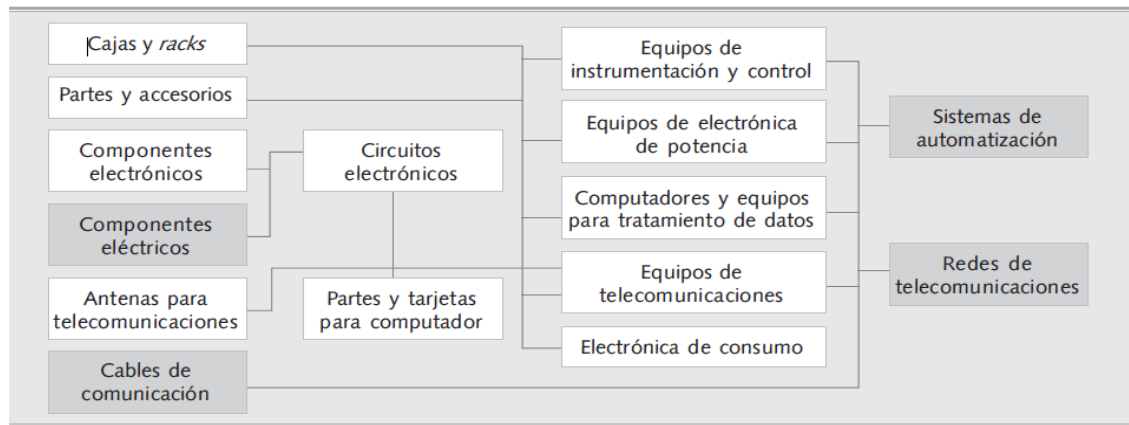 Cajas y racks
Partes y accesorios
Componentes
electrónicos
Componentes
eléctricos
Antenas para
telecomunicaciones
Cables de
comunicación
Circuitos
electrónicos
Partes y tarjetas
para computador
Equipos de
instrumentación y control
Equipos de electrónica
de potencia
Computadores y equipos
para tratamiento de datos
Equipos de
telecomunicaciones
Electrónica de consumo
Sistemas de
automatización
Redes de
telecomunicaciones